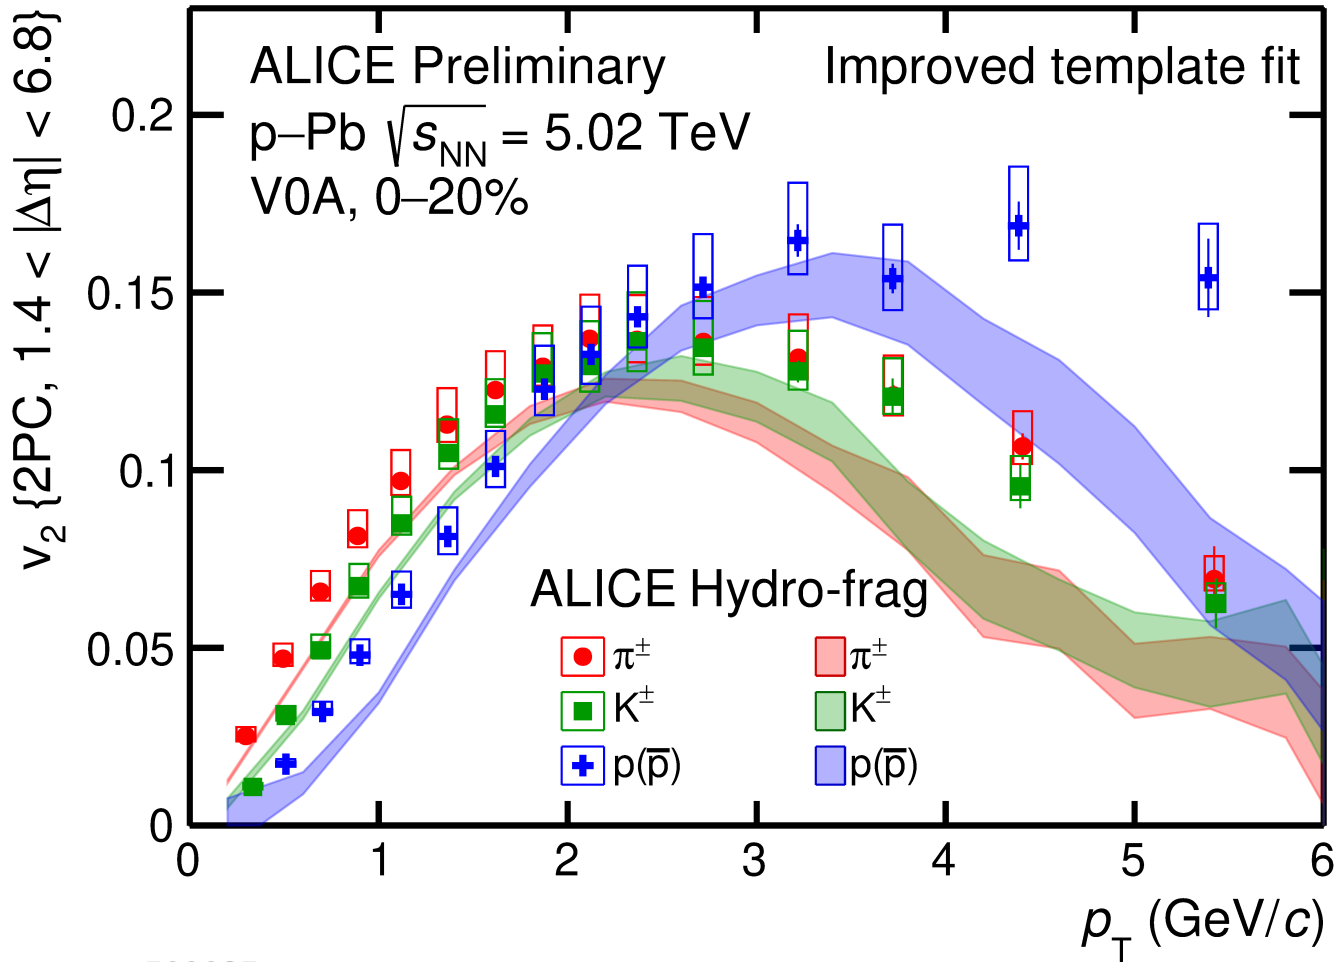 v2 {2PC, 1.4 < |Δη| < 6.8}
ALICE Preliminary
Improved template fit
p–Pb √sNN = 5.02 TeV
V0A, 0–20%
0.2
0.15
0.1
0.05
0
ALICE Hydro-frag
π± π±
K± K±
p(p̅) p(p̅)
0 1 2 3 4 5 6
pT (GeV/c)